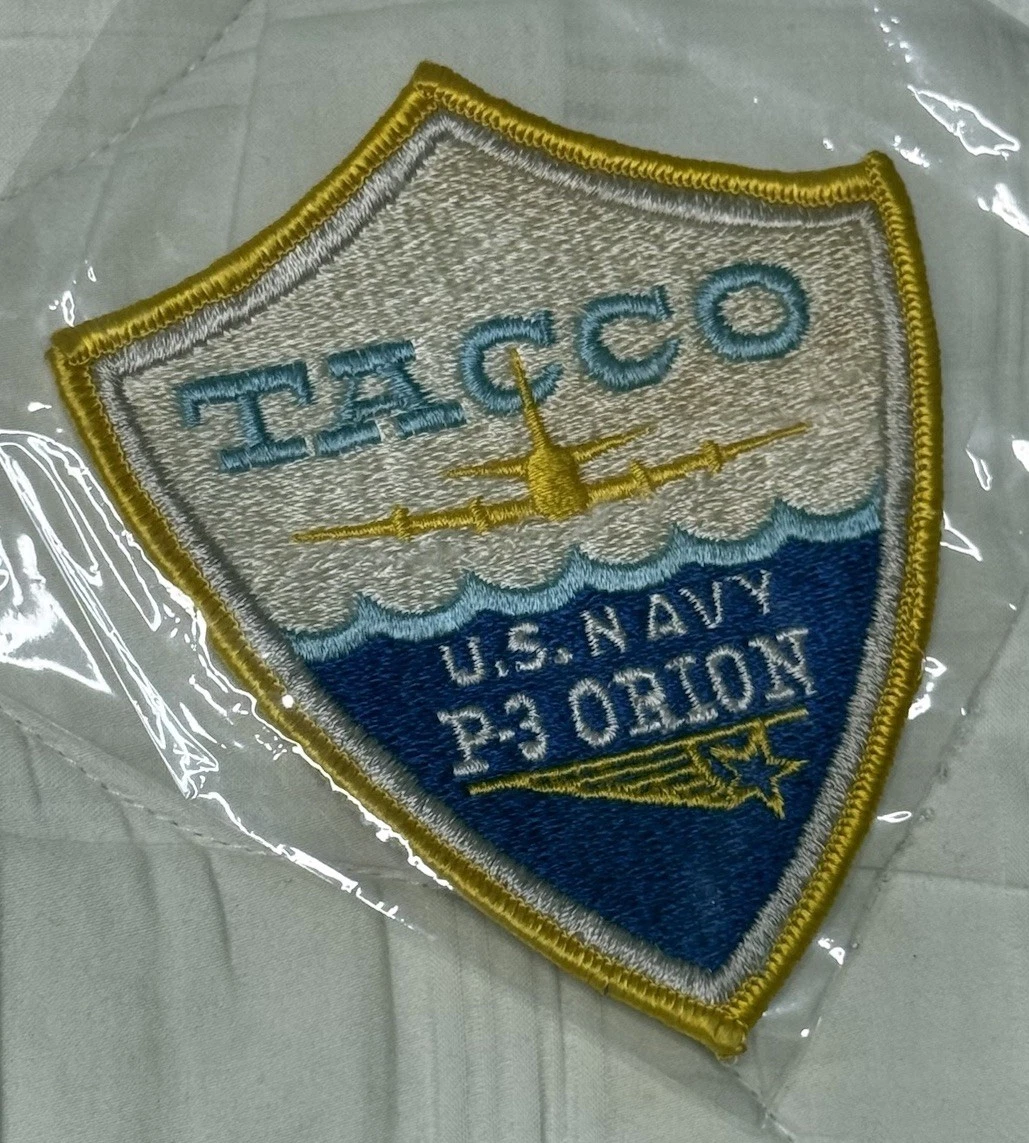 TACCO
U.S. NAVY
P-3 ORION